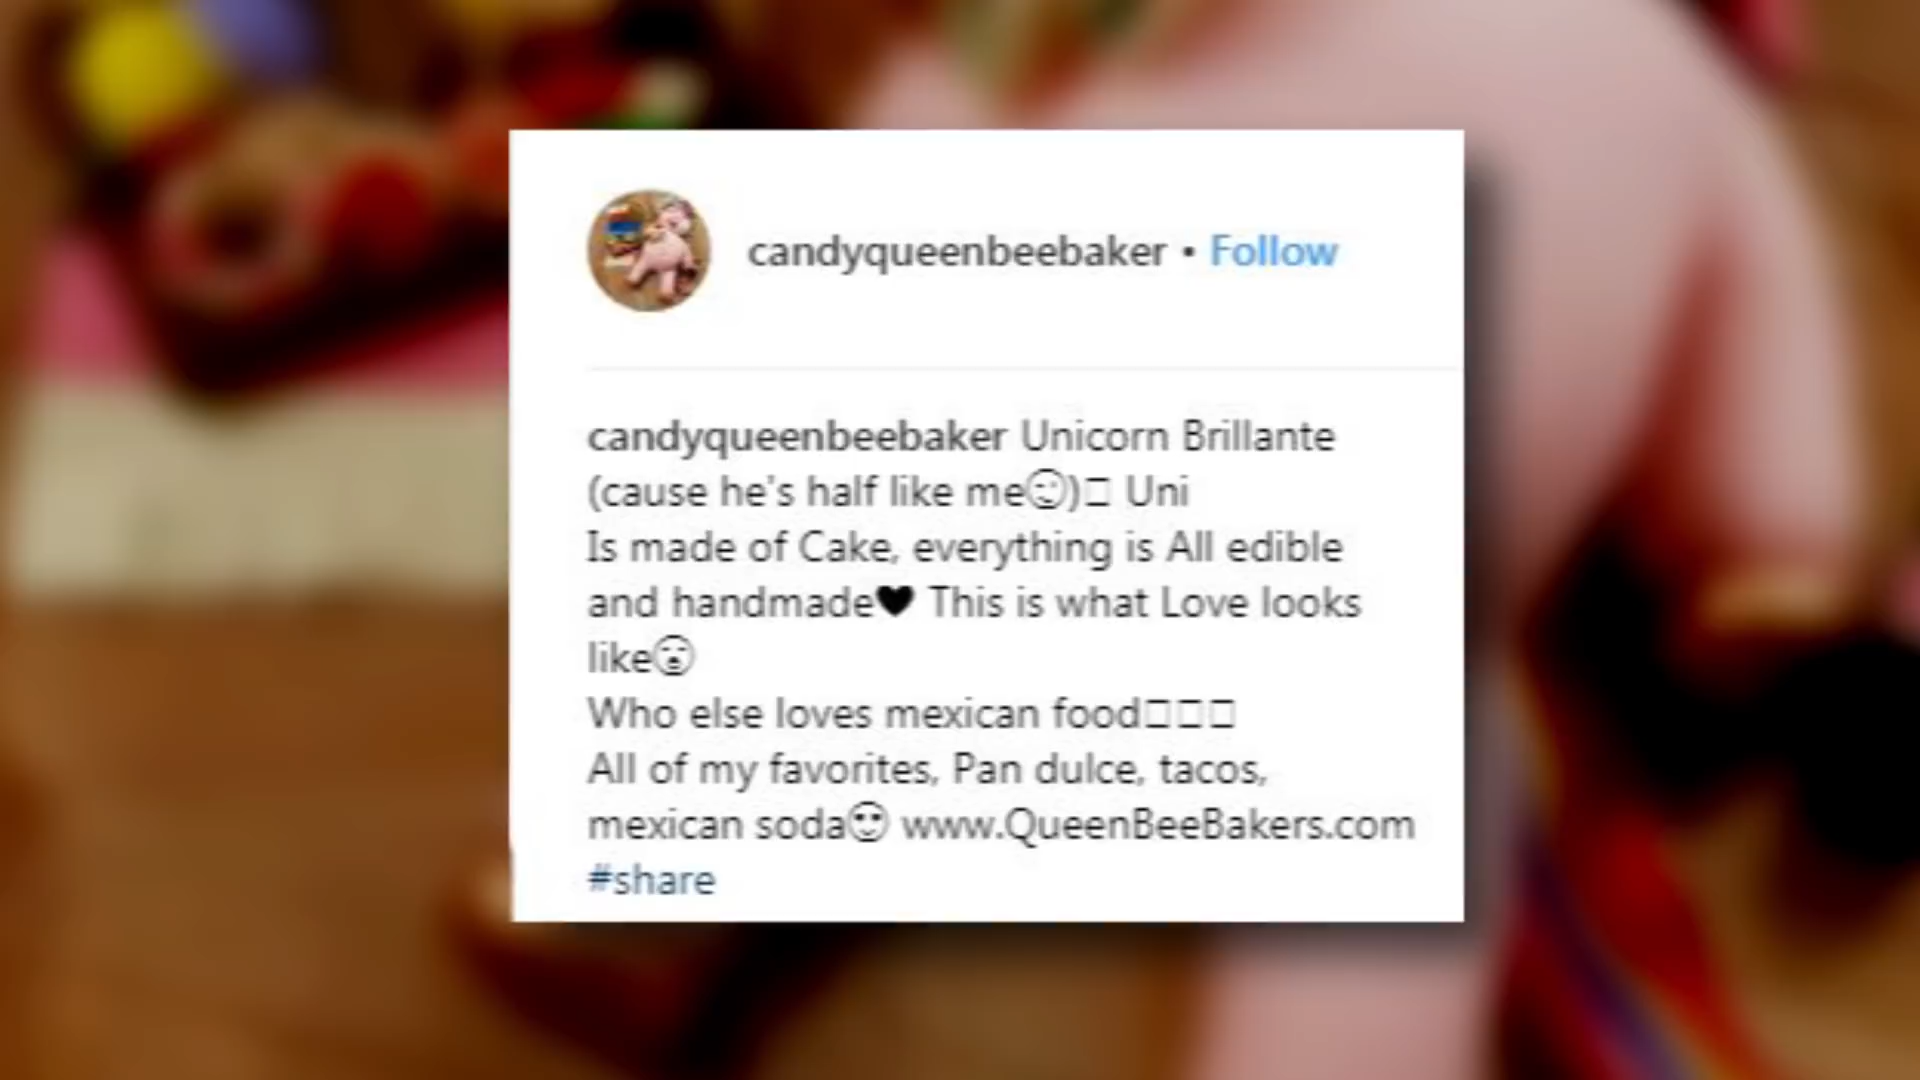 candyqueenbeebaker • Follow
candyqueenbeebaker Unicorn Brillante
(cause he's half like me😉)□ Uni
Is made of Cake, everything is All edible
and handmade♥ This is what Love looks
like😮
Who else loves mexican food□□□
All of my favorites, Pan dulce, tacos,
mexican soda😍 www.QueenBeeBakers.com
#share